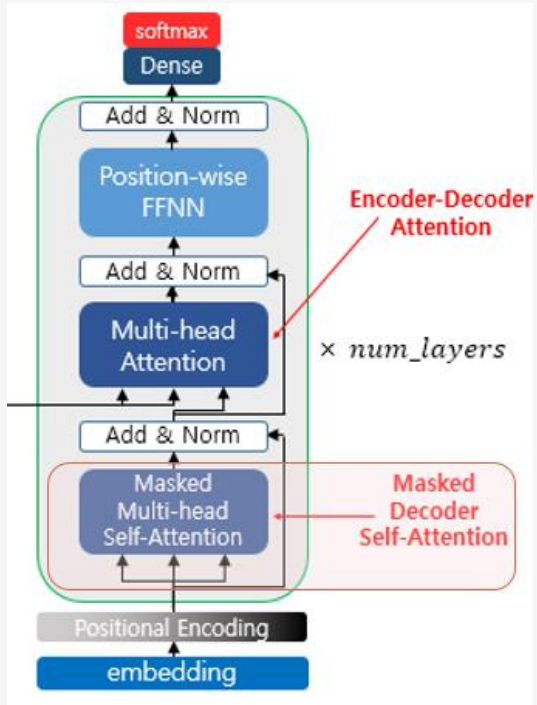 softmax
Dense
Add & Norm
Position-wise
FFNN
Encoder-Decoder
Attention
Add & Norm
Multi-head
Attention
× num_layers
Add & Norm
Masked
Multi-head
Self-Attention
Masked
Decoder
Self-Attention
Positional Encoding
embedding